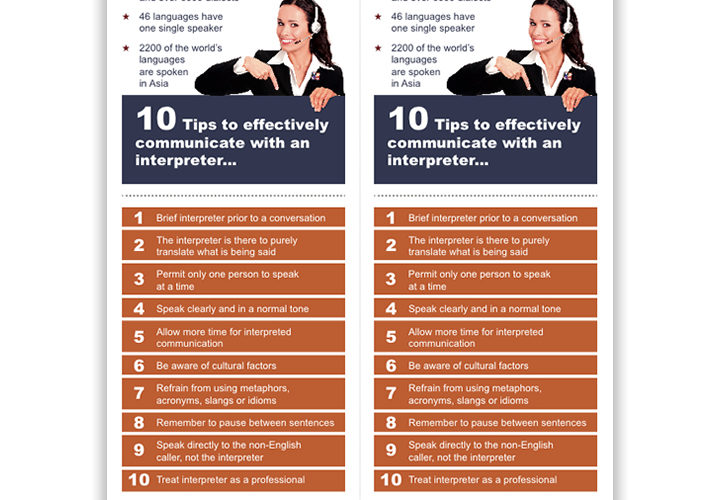 and over 6800 dialects
46 languages have
one single speaker
2200 of the world's
languages
are spoken
in Asia
10 Tips to effectively
communicate with an
interpreter...
1 Brief interpreter prior to a conversation
2 The interpreter is there to purely
translate what is being said
3 Permit only one person to speak
at a time
4 Speak clearly and in a normal tone
5 Allow more time for interpreted
communication
6 Be aware of cultural factors
7 Refrain from using metaphors,
acronyms, slangs or idioms
8 Remember to pause between sentences
9 Speak directly to the non-English
caller, not the interpreter
10 Treat interpreter as a professional
46 languages have
one single speaker
2200 of the world's
languages
are spoken
in Asia
10 Tips to effectively
communicate with an
interpreter...
1 Brief interpreter prior to a conversation
2 The interpreter is there to purely
translate what is being said
3 Permit only one person to speak
at a time
4 Speak clearly and in a normal tone
5 Allow more time for interpreted
communication
6 Be aware of cultural factors
7 Refrain from using metaphors,
acronyms, slangs or idioms
8 Remember to pause between sentences
9 Speak directly to the non-English
caller, not the interpreter
10 Treat interpreter as a professional